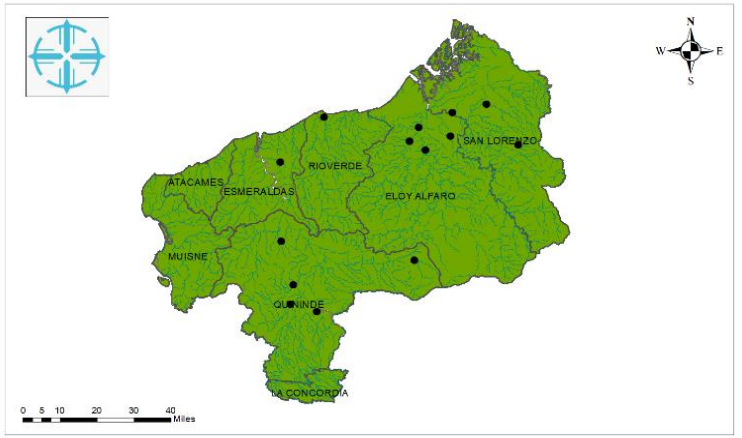 N
W E
S
SAN LORENZO
RIOVERDE
ATACAMES
ESMERALDAS
ELOY ALFARO
MUISNE
QUININDE
LA CONCORDIA
0 5 10 20 30 40
Miles